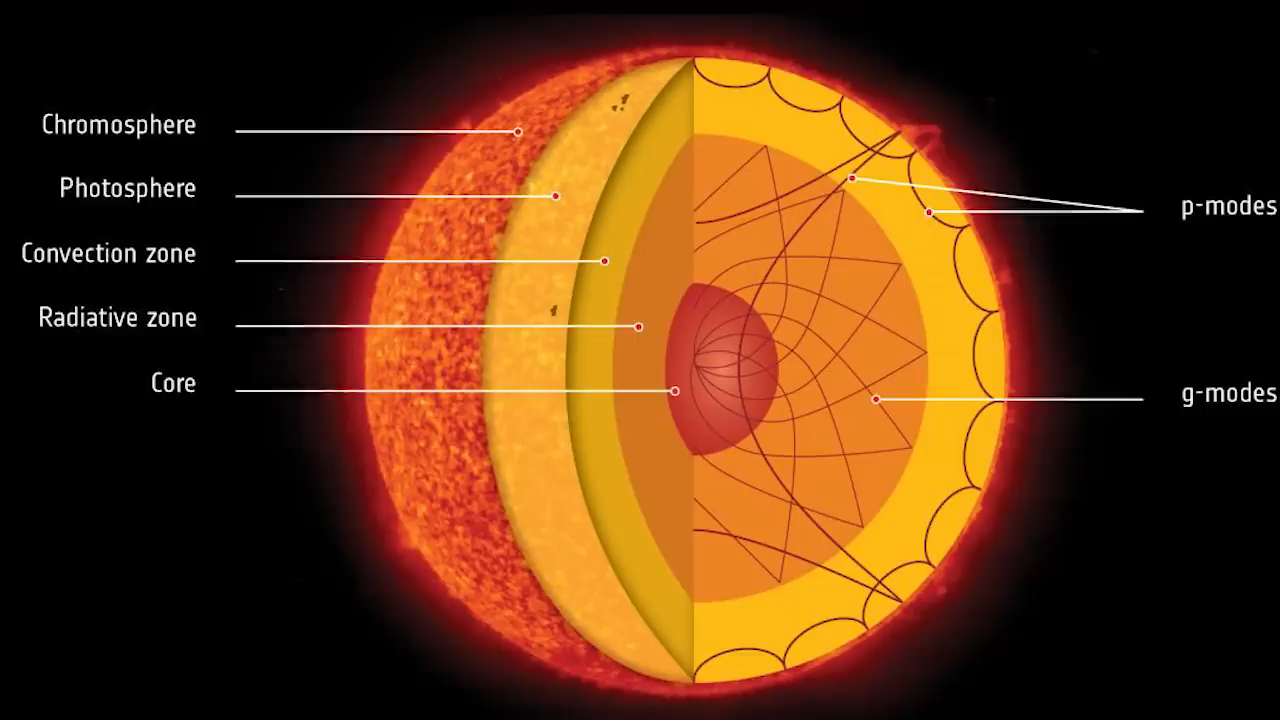 Chromosphere
Photosphere
Convection zone
Radiative zone
Core
p-modes
g-modes